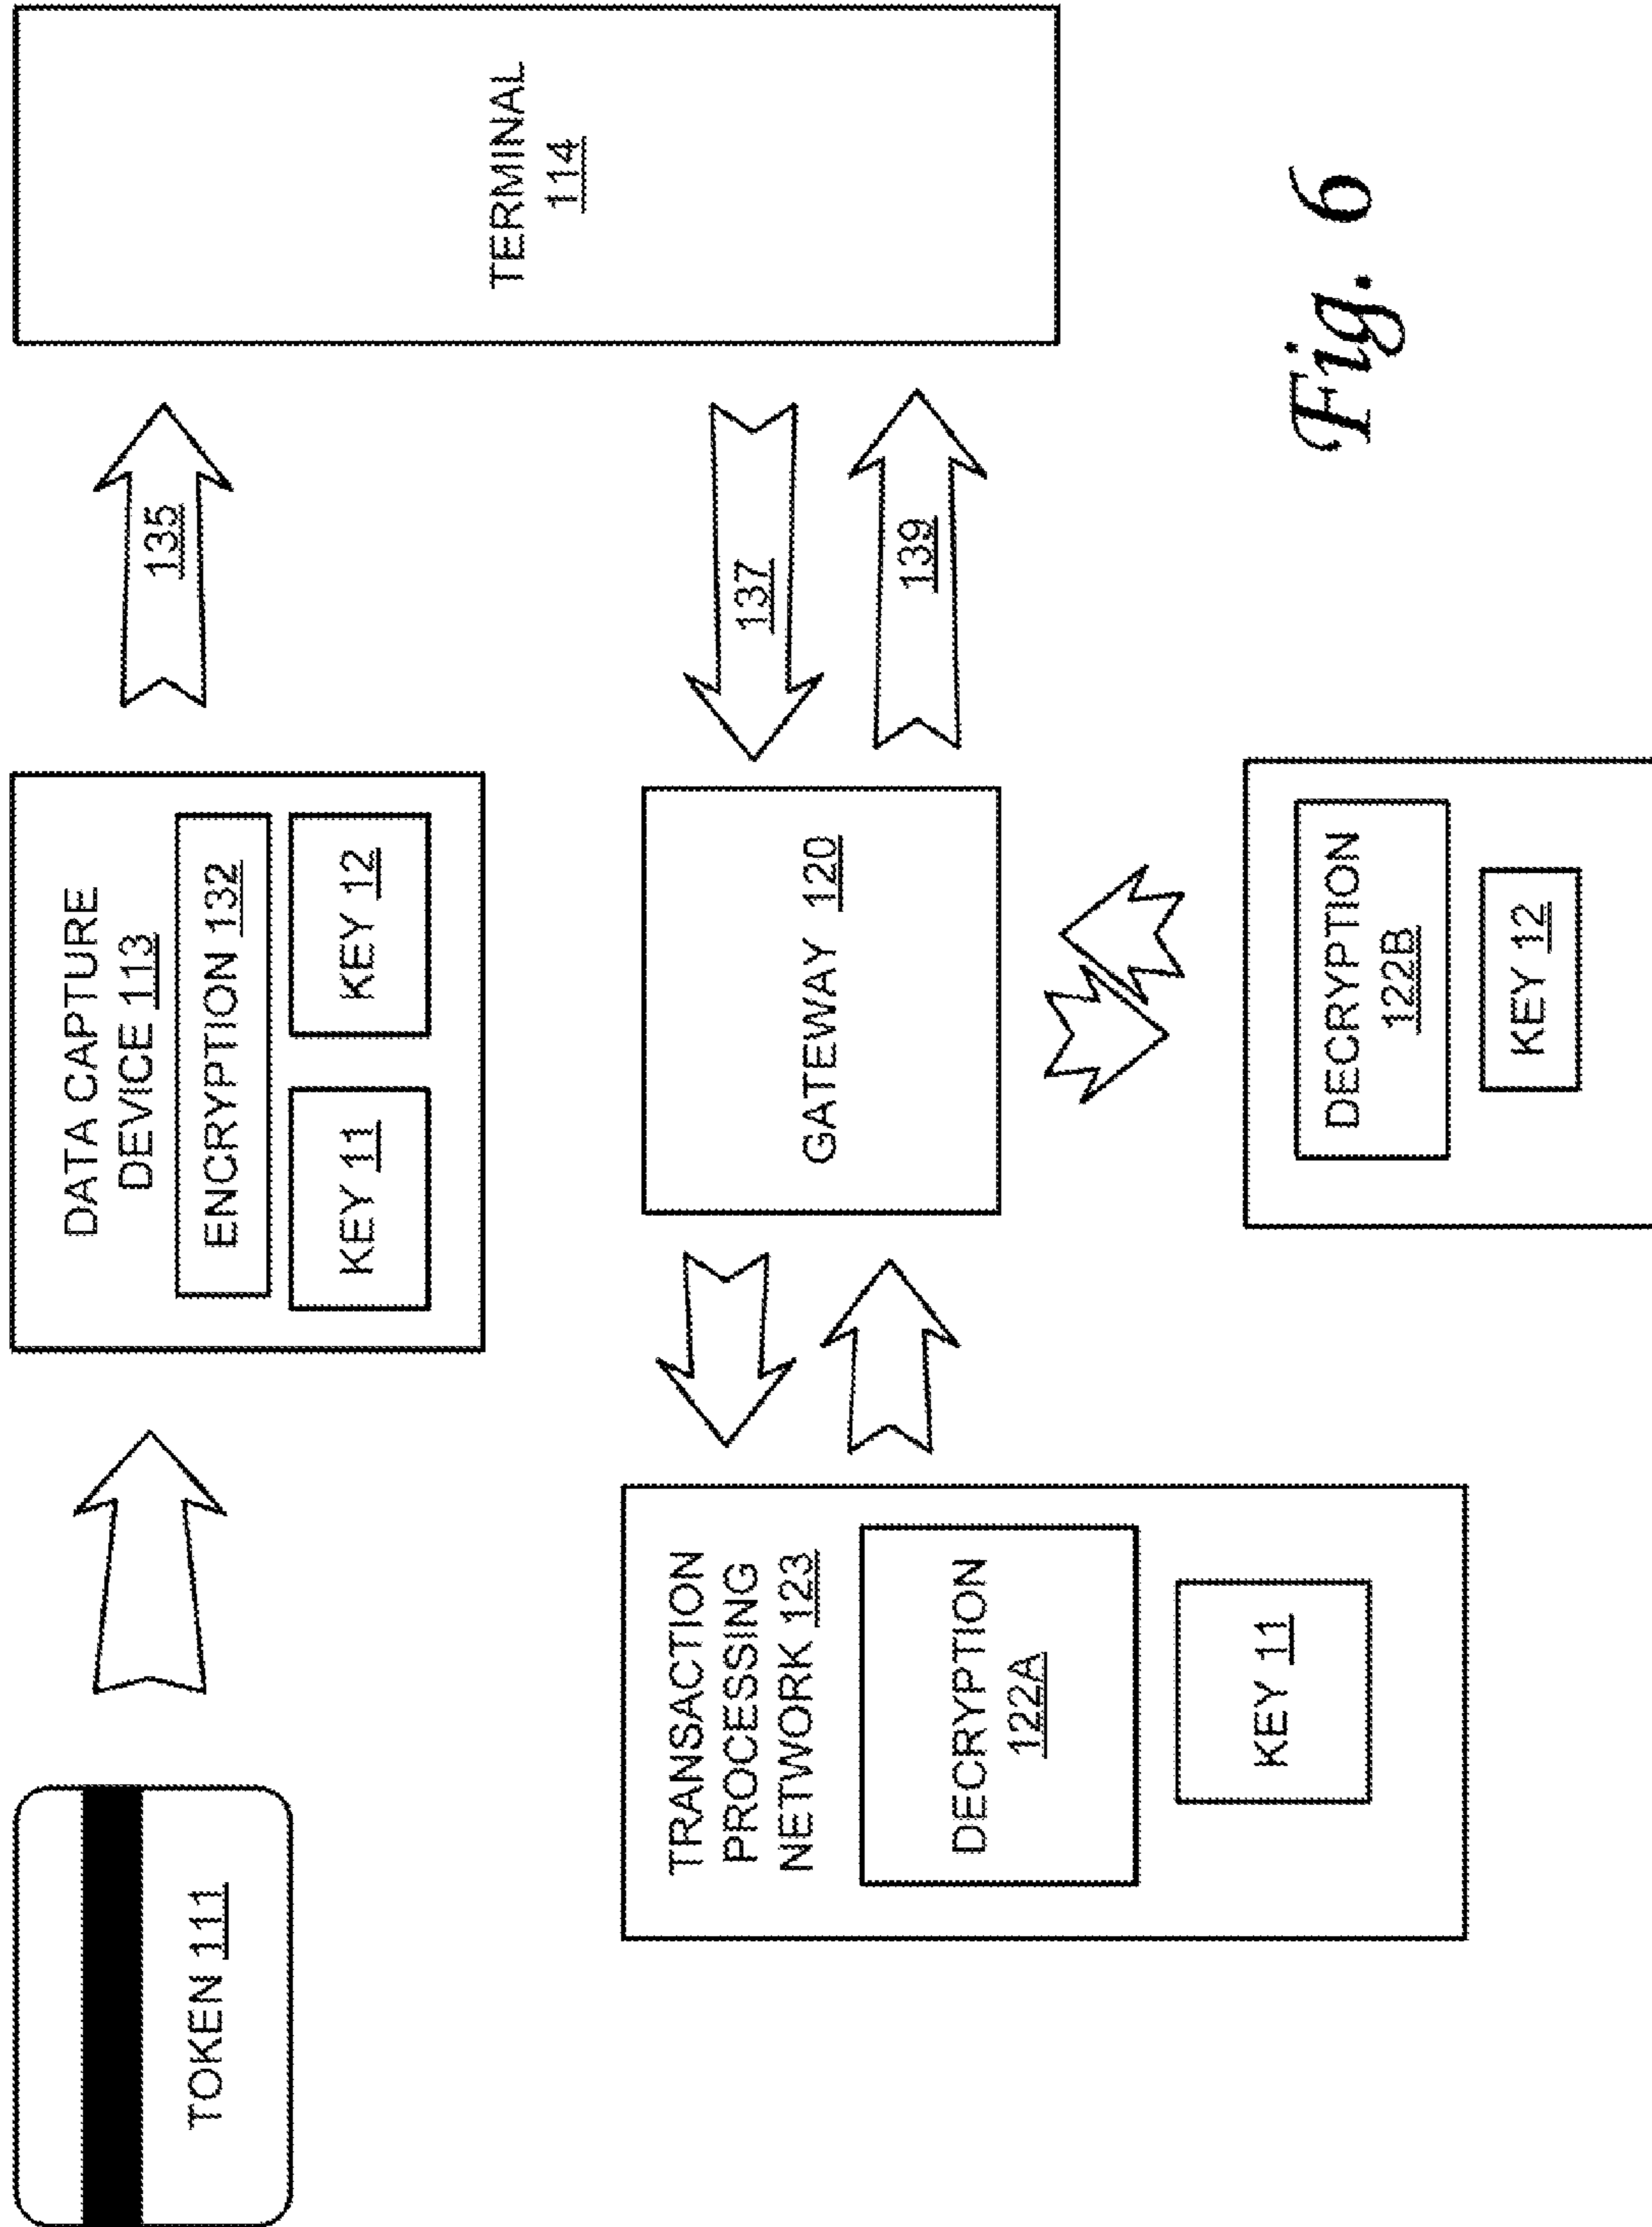 TOKEN 111
DATA CAPTURE
DEVICE 113
ENCRYPTION 132
KEY 11
KEY 12
135
TERMINAL
114
TRANSACTION
PROCESSING
NETWORK 123
DECRYPTION
122A
KEY 11
GATEWAY 120
137
139
DECRYPTION
122B
KEY 12
Fig. 6